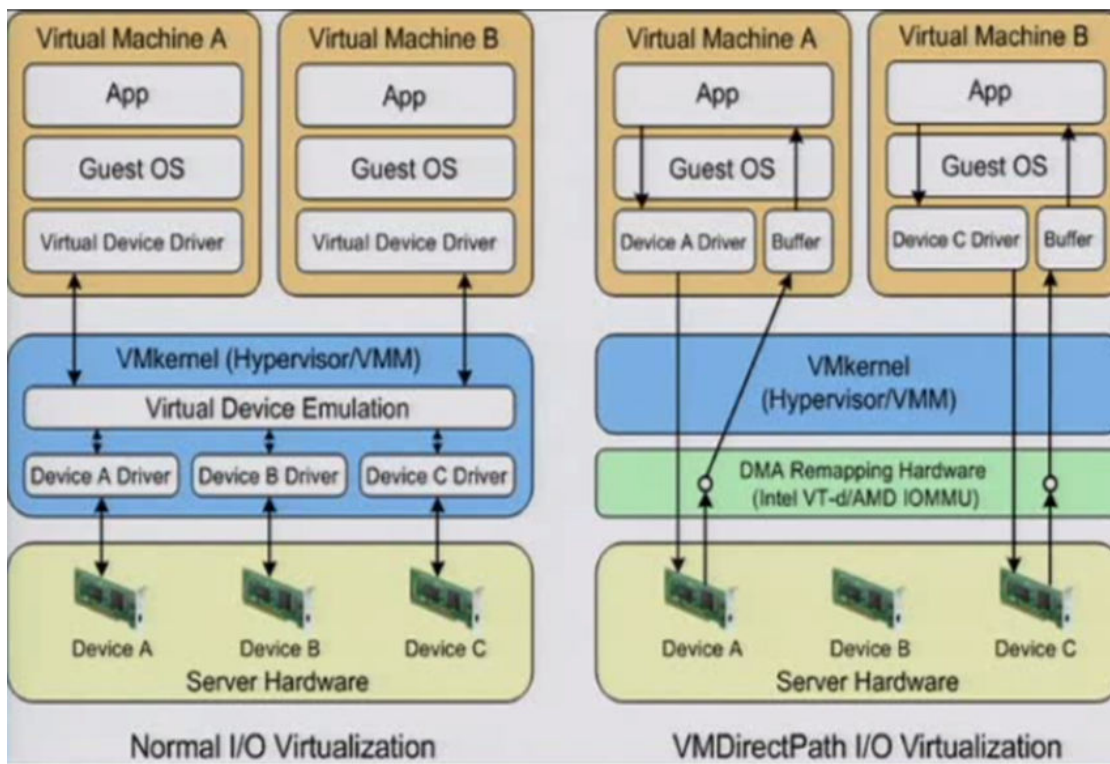 Virtual Machine A
App
Guest OS
Virtual Device Driver
Virtual Machine B
App
Guest OS
Virtual Device Driver
VMkernel (Hypervisor/VMM)
Virtual Device Emulation
Device A Driver
Device B Driver
Device C Driver
Device A
Device B
Device C
Server Hardware
Normal I/O Virtualization
Virtual Machine A
App
Guest OS
Device A Driver
Buffer
Virtual Machine B
App
Guest OS
Device C Driver
Buffer
VMkernel
(Hypervisor/VMM)
DMA Remapping Hardware
(Intel VT-d/AMD IOMMU)
Device A
Device B
Device C
Server Hardware
VMDirectPath I/O Virtualization